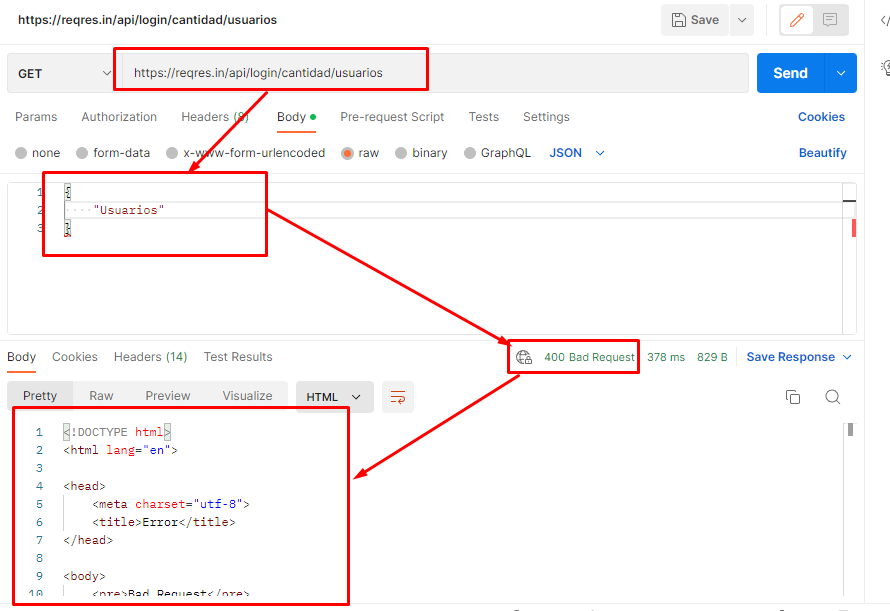 https://reqres.in/api/login/cantidad/usuarios
Save
GET
https://reqres.in/api/login/cantidad/usuarios
Send
Params Authorization Headers (8) Body Pre-request Script Tests Settings Cookies
none form-data x-www-form-urlencoded raw binary GraphQL JSON Beautify
1 {
2 ····"Usuarios"
3 }
Body Cookies Headers (14) Test Results 400 Bad Request 378 ms 829 B Save Response
Pretty Raw Preview Visualize HTML
1 <!DOCTYPE html>
2 <html lang="en">
3
4 <head>
5 <meta charset="utf-8">
6 <title>Error</title>
7 </head>
8
9 <body>
10 <pre>Bad Request</pre>